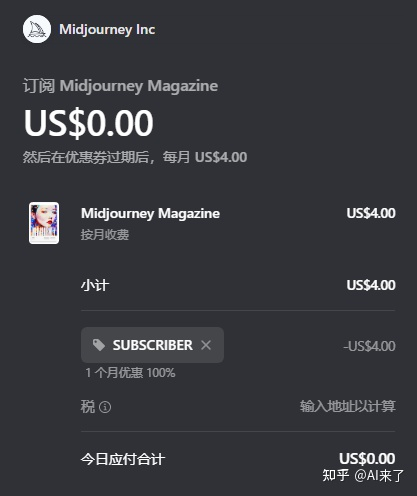 Midjourney Inc
订阅 Midjourney Magazine
US$0.00
然后在优惠券过期后，每月 US$4.00
Midjourney Magazine US$4.00
按月收费
小计 US$4.00
SUBSCRIBER -US$4.00
1 个月优惠 100%
税 输入地址以计算
今日应付合计 US$0.00
知乎 @AI来了